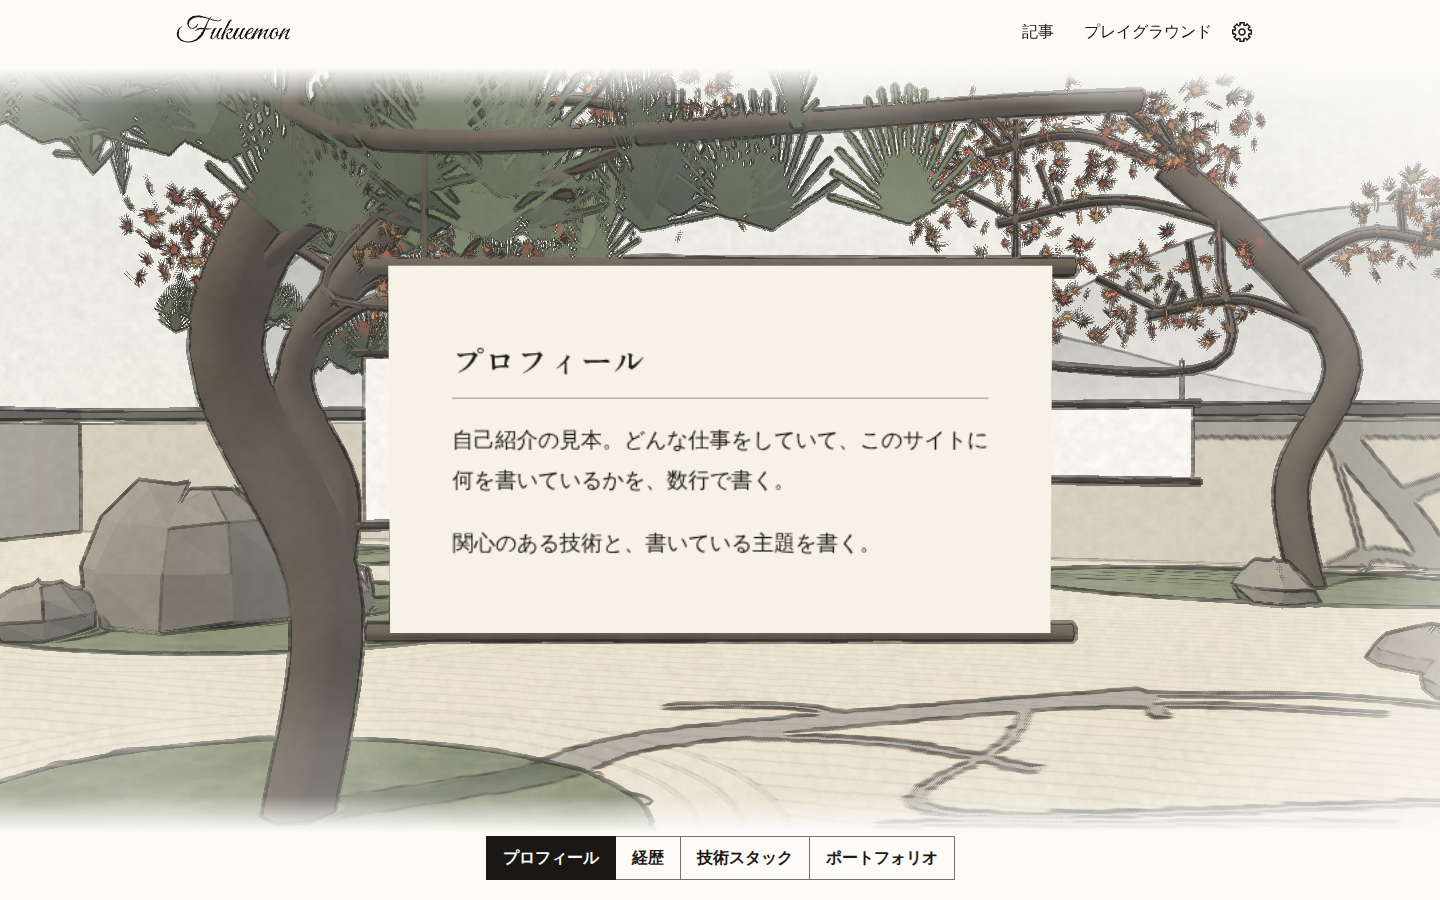 Fukuemon
記事
プレイグラウンド
プロフィール
自己紹介の見本。どんな仕事をしていて、このサイトに
何を書いているかを、数行で書く。
関心のある技術と、書いている主題を書く。
プロフィール
経歴
技術スタック
ポートフォリオ